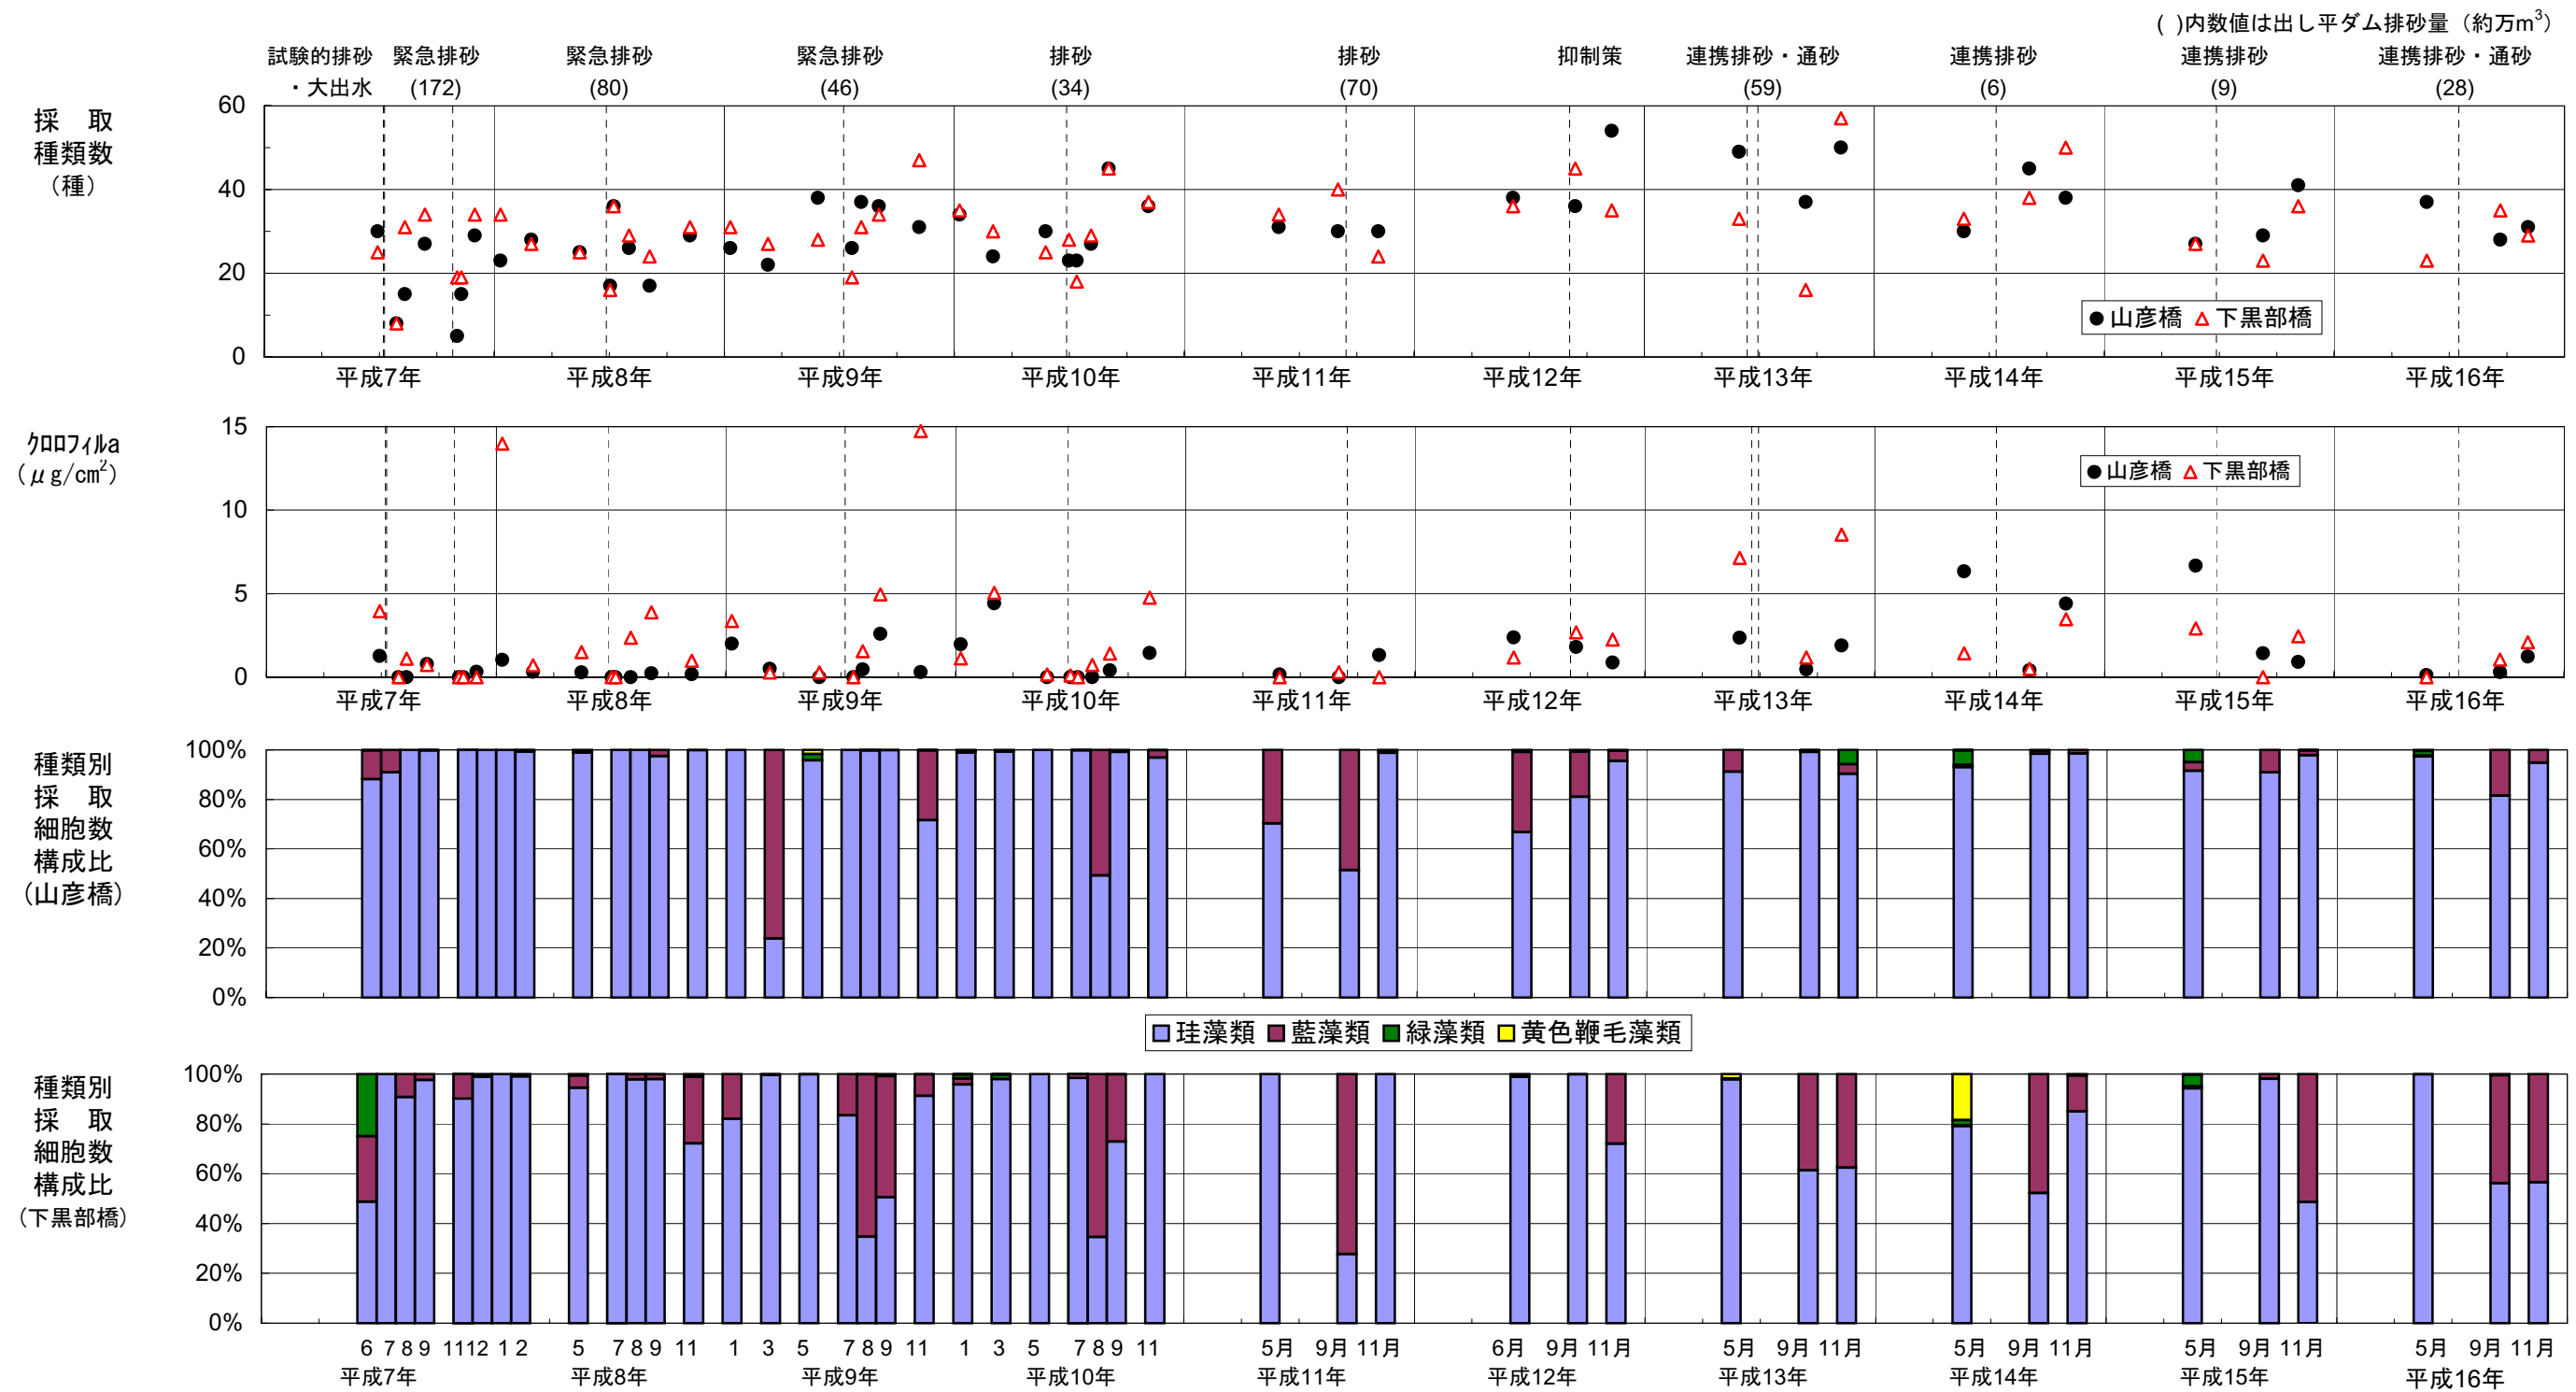 ( )内数値は出し平ダム排砂量（約万m³）
試験的排砂 緊急排砂 緊急排砂 緊急排砂 排砂 排砂 抑制策 連携排砂・通砂 連携排砂 連携排砂 連携排砂・通砂
・大出水 (172) (80) (46) (34) (70) (59) (6) (9) (28)
採 取
種類数
（種）
60
40
20
0
●山彦橋 △下黒部橋
平成7年 平成8年 平成9年 平成10年 平成11年 平成12年 平成13年 平成14年 平成15年 平成16年
ｸﾛﾛﾌｨﾙa
（μg/cm²）
15
10
5
0
●山彦橋 △下黒部橋
平成7年 平成8年 平成9年 平成10年 平成11年 平成12年 平成13年 平成14年 平成15年 平成16年
種類別
採 取
細胞数
構成比
（山彦橋）
100%
80%
60%
40%
20%
0%
珪藻類 藍藻類 緑藻類 黄色鞭毛藻類
種類別
採 取
細胞数
構成比
（下黒部橋）
100%
80%
60%
40%
20%
0%
6 7 8 9 11 12 1 2 5 7 8 9 11 1 3 5 7 8 9 11 1 3 5 7 8 9 11 5月 9月 11月 6月 9月 11月 5月 9月 11月 5月 9月 11月 5月 9月 11月 5月 9月 11月
平成7年 平成8年 平成9年 平成10年 平成11年 平成12年 平成13年 平成14年 平成15年 平成16年